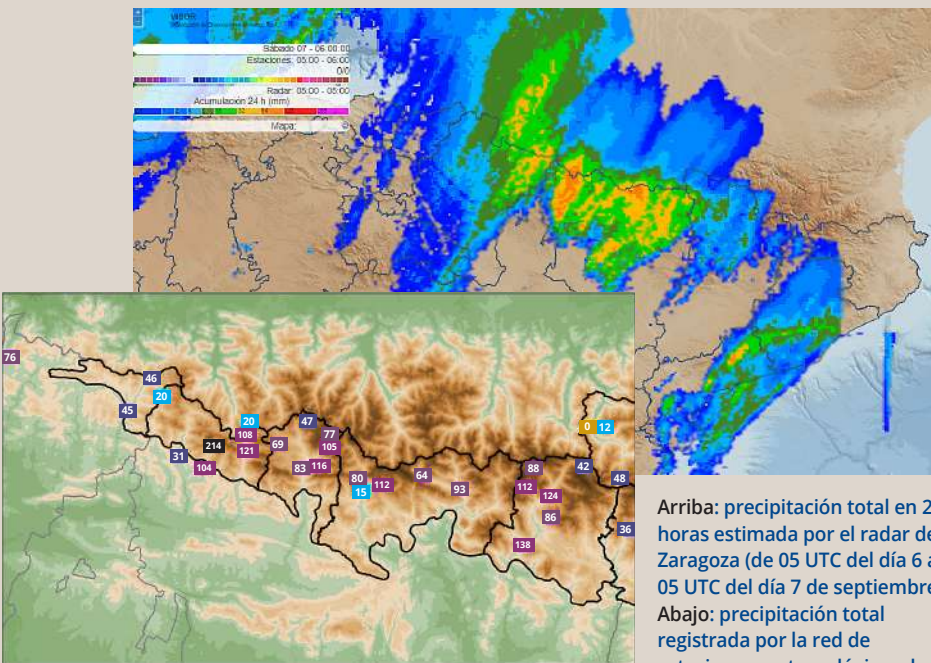 Sábado 07 - 06:00:00
Estaciones: 05:00 - 06:00
0/0
Radar: 05:00 - 05:00
Acumulación 24 h (mm)
Mapa:
76
46
20
45
20
47
108
77
214
69
105
121
31
104
83
116
80
112
15
64
93
88
112
124
86
138
42
0
12
48
36
Arriba: precipitación total en
horas estimada por el radar
Zaragoza (de 05 UTC del día 6
05 UTC del día 7 de septiembre
Abajo: precipitación total
registrada por la red de